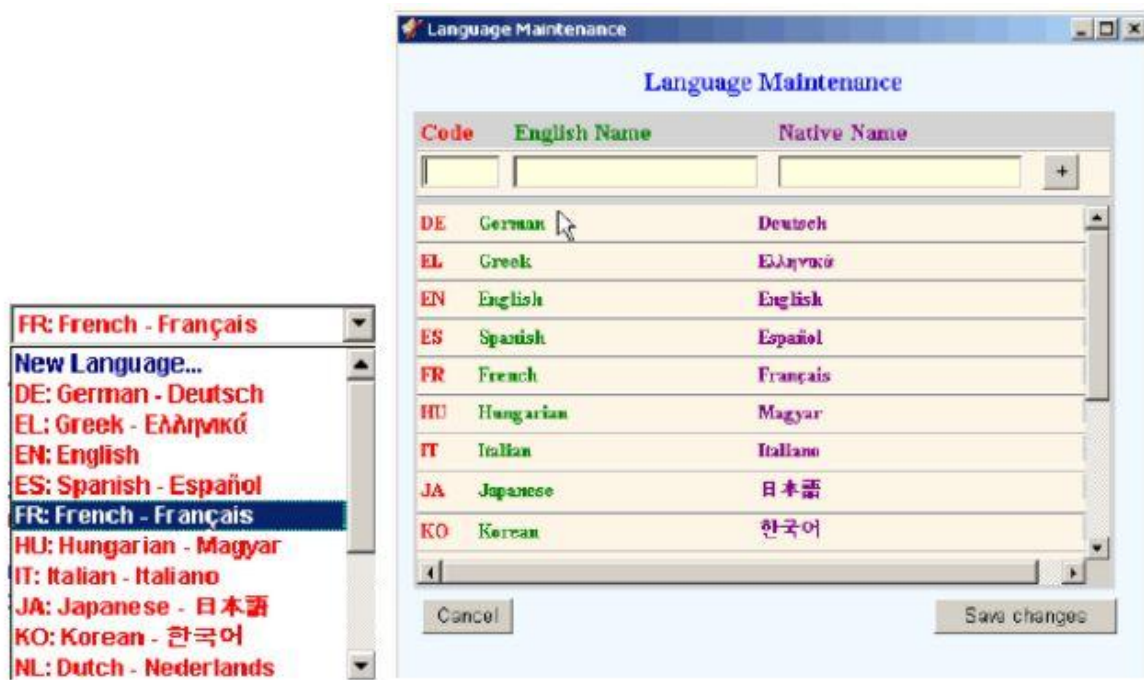 FR: French - Français
New Language...
DE: German - Deutsch
EL: Greek - Ελληνικά
EN: English
ES: Spanish - Español
FR: French - Français
HU: Hungarian - Magyar
IT: Italian - Italiano
JA: Japanese - 日本語
KO: Korean - 한국어
NL: Dutch - Nederlands
Language Maintenance
Language Maintenance
Code English Name Native Name
+
DE German Deutsch
EL Greek Ελληνικά
EN English English
ES Spanish Español
FR French Français
HU Hungarian Magyar
IT Italian Italiano
JA Japanese 日本語
KO Korean 한국어
Cancel Save changes